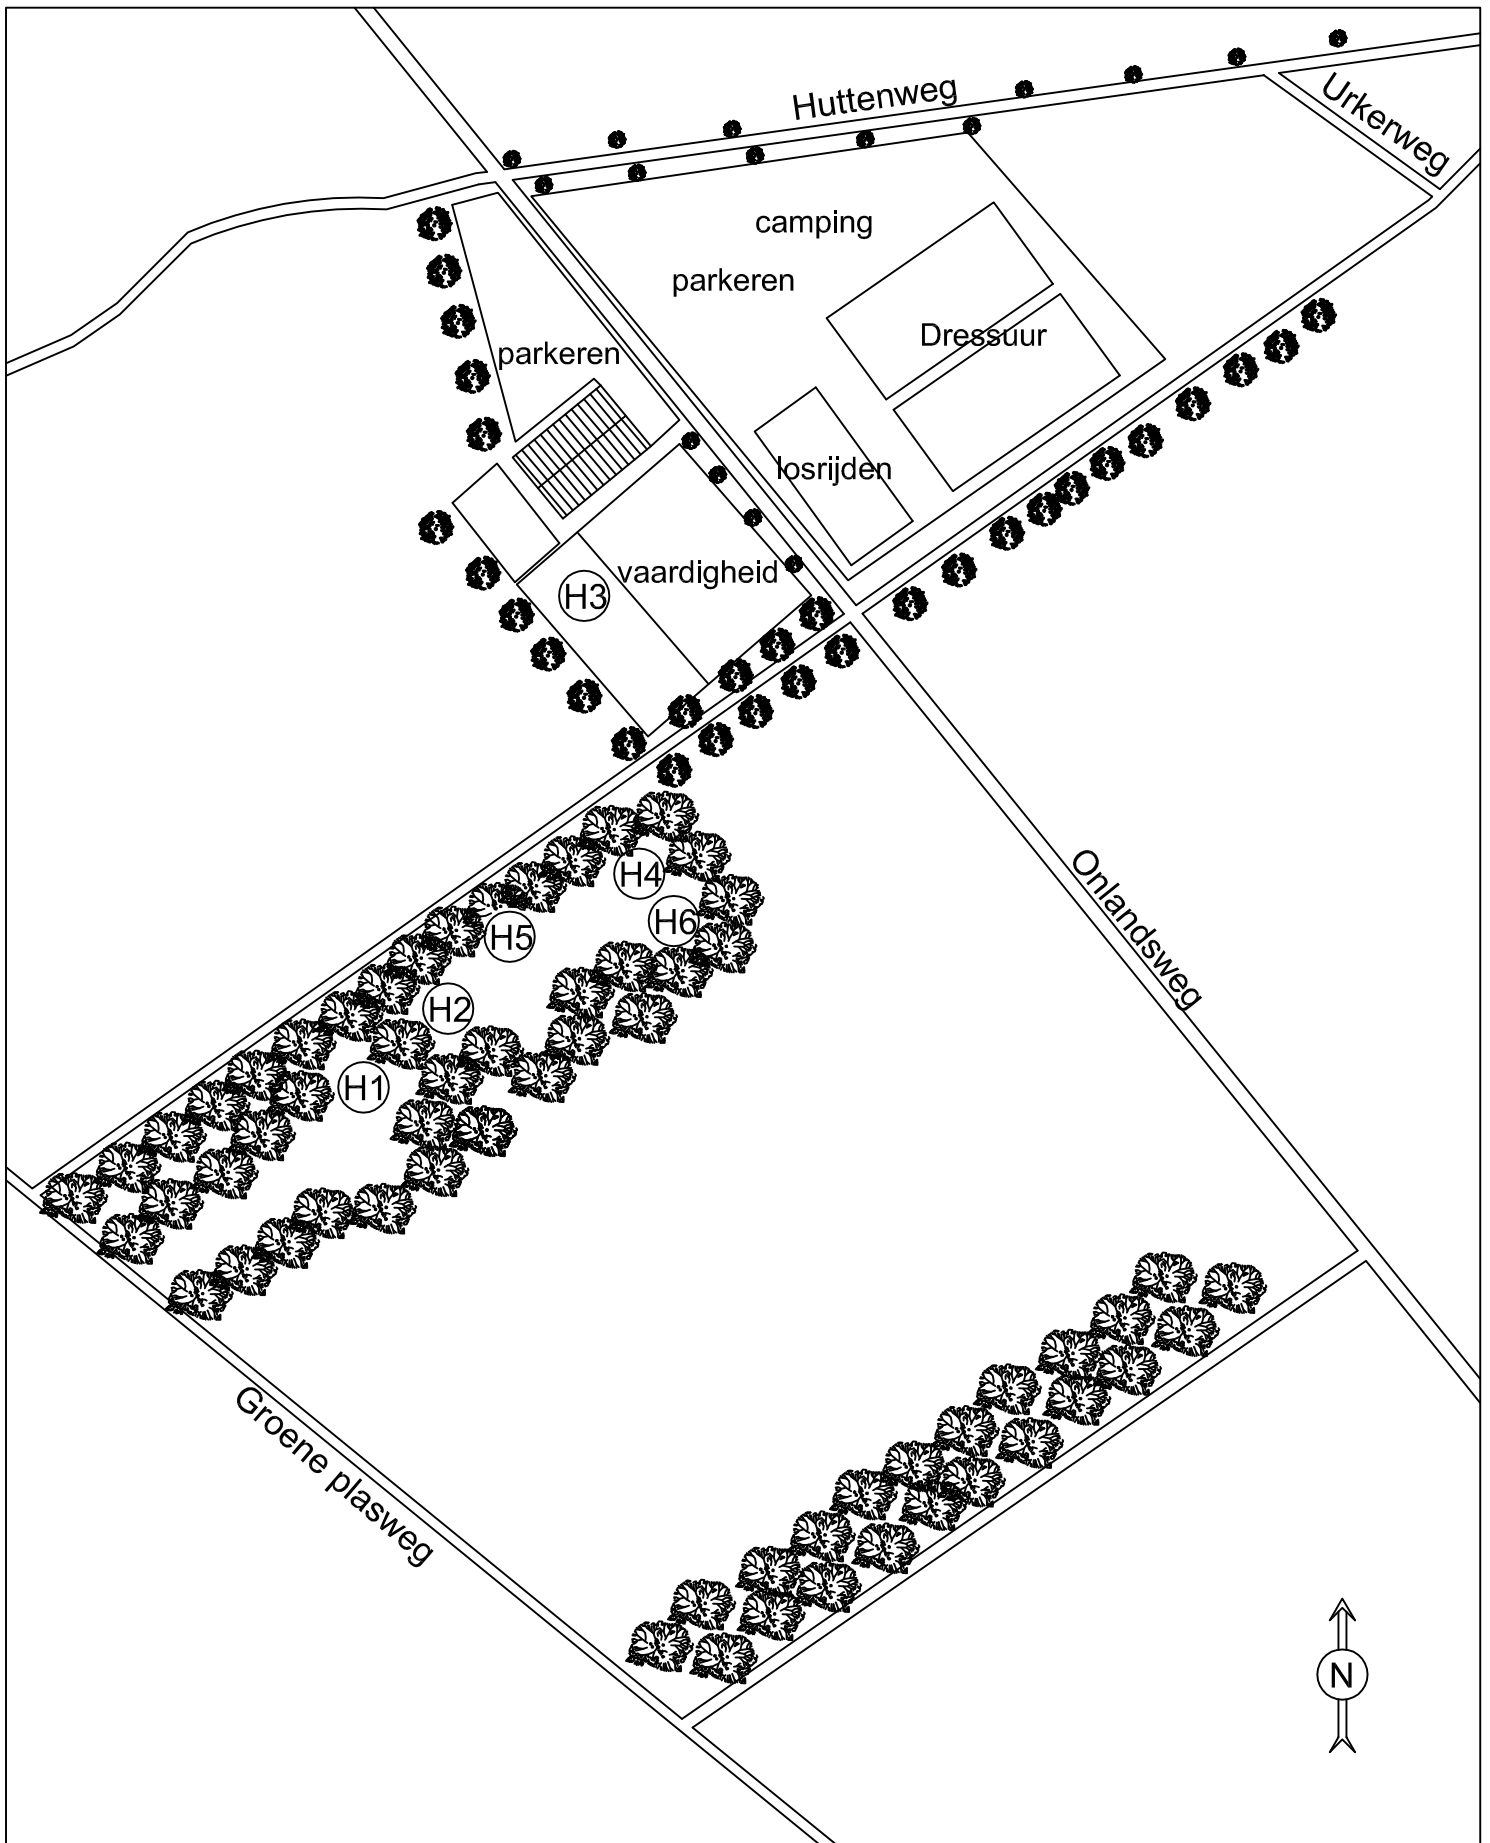 Huttenweg
Urkerweg
camping
parkeren
Dressuur
parkeren
losrijden
vaardigheid
H3
H4
H6
H5
H2
H1
Onlandsweg
Groene plasweg
N